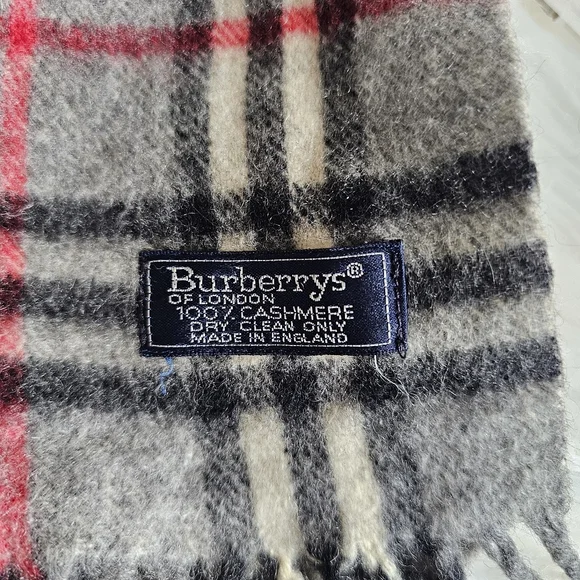 Burberrys®
OF LONDON
100% CASHMERE
DRY CLEAN ONLY
MADE IN ENGLAND